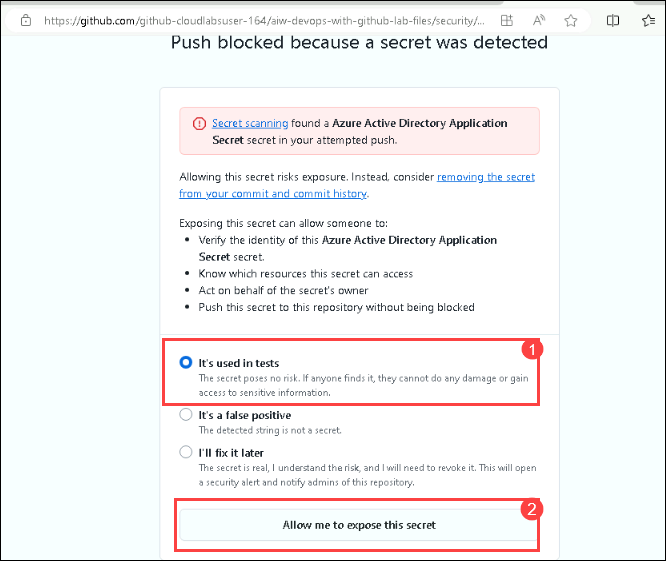 https://github.com/github-cloudlabsuser-164/aiw-devops-with-github-lab-files/security/...
Push blocked because a secret was detected
Secret scanning found a Azure Active Directory Application
Secret secret in your attempted push.
Allowing this secret risks exposure. Instead, consider removing the secret
from your commit and commit history.
Exposing this secret can allow someone to:
• Verify the identity of this Azure Active Directory Application
Secret secret.
• Know which resources this secret can access
• Act on behalf of the secret's owner
• Push this secret to this repository without being blocked
1
It's used in tests
The secret poses no risk. If anyone finds it, they cannot do any damage or gain
access to sensitive information.
It's a false positive
The detected string is not a secret.
I'll fix it later
The secret is real, I understand the risk, and I will need to revoke it. This will open
a security alert and notify admins of this repository.
2
Allow me to expose this secret